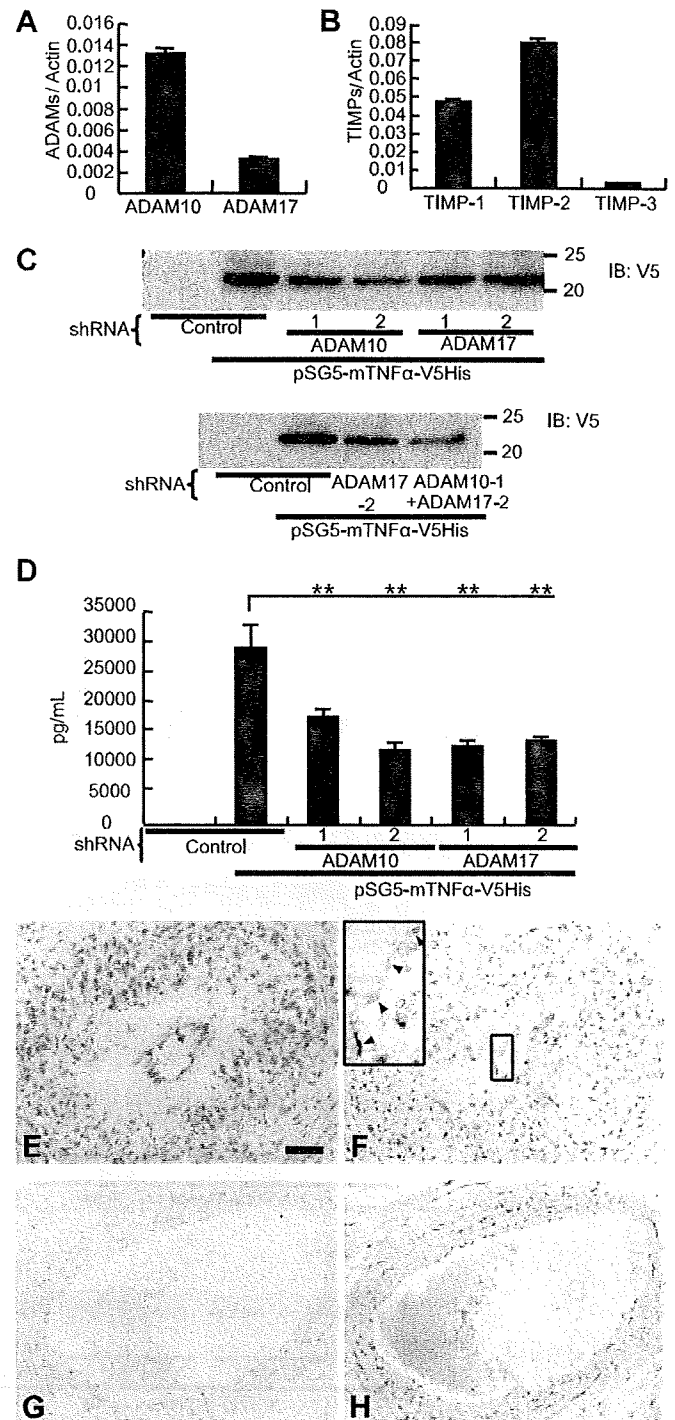 A
ADAMs/Actin
0.016
0.014
0.012
0.01
0.008
0.006
0.004
0.002
0
ADAM10 ADAM17
B
TIMPs/Actin
0.09
0.08
0.07
0.06
0.05
0.04
0.03
0.02
0.01
0
TIMP-1 TIMP-2 TIMP-3
C
25
20
IB: V5
shRNA{
Control
1 2 1 2
ADAM10 ADAM17
pSG5-mTNFα-V5His
25
20
IB: V5
shRNA{
Control ADAM17 ADAM10-1
-2 +ADAM17-2
pSG5-mTNFα-V5His
D
** ** ** **
pg/mL
35000
30000
25000
20000
15000
10000
5000
0
shRNA{
Control
1 2 1 2
ADAM10 ADAM17
pSG5-mTNFα-V5His
E
F
G
H